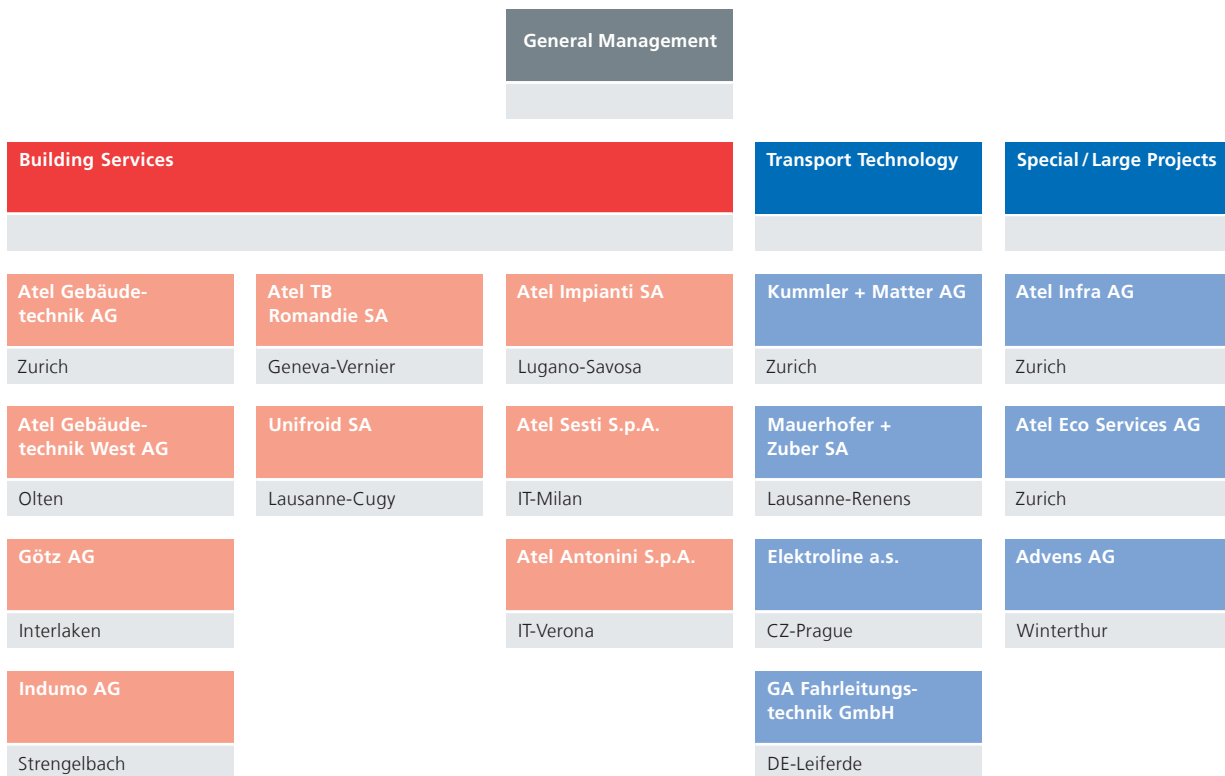 General Management
Building Services
Transport Technology
Special / Large Projects
Atel Gebäude-
technik AG
Zurich
Atel TB
Romandie SA
Geneva-Vernier
Atel Impianti SA
Lugano-Savosa
Kummler + Matter AG
Zurich
Atel Infra AG
Zurich
Atel Gebäude-
technik West AG
Olten
Unifroid SA
Lausanne-Cugy
Atel Sesti S.p.A.
IT-Milan
Mauerhofer +
Zuber SA
Lausanne-Renens
Atel Eco Services AG
Zurich
Götz AG
Interlaken
Atel Antonini S.p.A.
IT-Verona
Elektroline a.s.
CZ-Prague
Advens AG
Winterthur
Indumo AG
Strengelbach
GA Fahrleitungs-
technik GmbH
DE-Leiferde